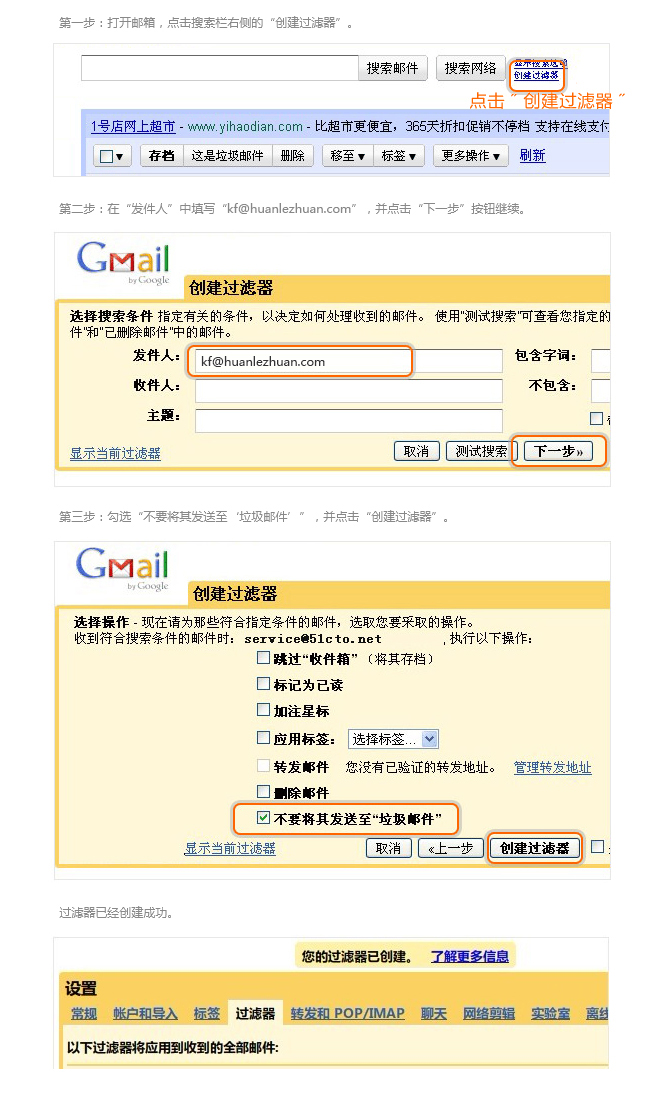 第一步：打开邮箱，点击搜索栏右侧的“创建过滤器”。
搜索邮件 搜索网络 显示搜索选项
创建过滤器
点击＂创建过滤器＂
1号店网上超市 - www.yihaodian.com - 比超市更便宜，365天折扣促销不停档 支持在线支付
存档 这是垃圾邮件 删除 移至 标签 更多操作 刷新
第二步：在“发件人”中填写“kf@huanlezhuan.com”，并点击“下一步”按钮继续。
Gmail
by Google
创建过滤器
选择搜索条件 指定有关的条件，以决定如何处理收到的邮件。 使用"测试搜索"可查看您指定的
件"和"已删除邮件"中的邮件。
发件人： kf@huanlezhuan.com 包含字词：
收件人： 不包含：
主题：
显示当前过滤器 取消 测试搜索 下一步»
第三步：勾选“不要将其发送至‘垃圾邮件’”，并点击“创建过滤器”。
Gmail
by Google
创建过滤器
选择操作 - 现在请为那些符合指定条件的邮件，选取您要采取的操作。
收到符合搜索条件的邮件时：service@51cto.net ,执行以下操作：
跳过“收件箱”（将其存档）
标记为已读
加注星标
应用标签： 选择标签...
转发邮件 您没有已验证的转发地址。 管理转发地址
删除邮件
不要将其发送至“垃圾邮件”
显示当前过滤器 取消 «上一步 创建过滤器
过滤器已经创建成功。
您的过滤器已创建。 了解更多信息
设置
常规 帐户和导入 标签 过滤器 转发和 POP/IMAP 聊天 网络剪辑 实验室 离线
以下过滤器将应用到收到的全部邮件: